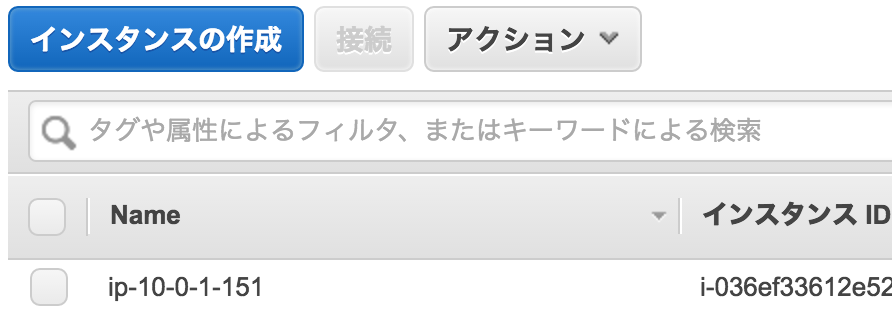 インスタンスの作成 接続 アクション
タグや属性によるフィルタ、またはキーワードによる検索
Name インスタンス ID
ip-10-0-1-151 i-036ef33612e52